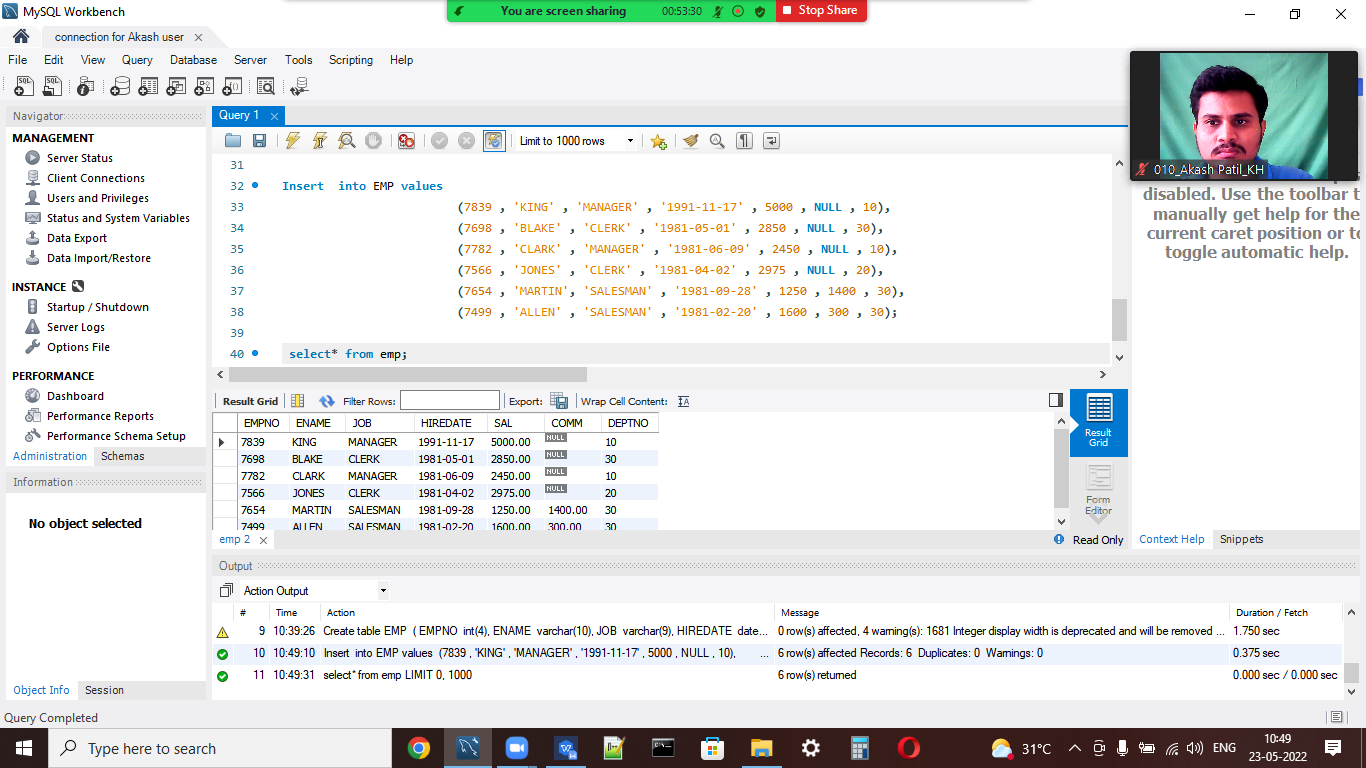 MySQL Workbench
You are screen sharing 00:53:30 Stop Share
connection for Akash user
File Edit View Query Database Server Tools Scripting Help
Navigator
MANAGEMENT
Server Status
Client Connections
Users and Privileges
Status and System Variables
Data Export
Data Import/Restore
INSTANCE
Startup / Shutdown
Server Logs
Options File
PERFORMANCE
Dashboard
Performance Reports
Performance Schema Setup
Administration Schemas
Information
No object selected
Object Info Session
Query 1
Limit to 1000 rows
31
32 Insert into EMP values
33 (7839 , 'KING' , 'MANAGER' , '1991-11-17' , 5000 , NULL , 10),
34 (7698 , 'BLAKE' , 'CLERK' , '1981-05-01' , 2850 , NULL , 30),
35 (7782 , 'CLARK' , 'MANAGER' , '1981-06-09' , 2450 , NULL , 10),
36 (7566 , 'JONES' , 'CLERK' , '1981-04-02' , 2975 , NULL , 20),
37 (7654 , 'MARTIN', 'SALESMAN' , '1981-09-28' , 1250 , 1400 , 30),
38 (7499 , 'ALLEN' , 'SALESMAN' , '1981-02-20' , 1600 , 300 , 30);
39
40 select* from emp;
010_Akash Patil_KH
disabled. Use the toolbar t
manually get help for the
current caret position or to
toggle automatic help.
Result Grid Filter Rows: Export: Wrap Cell Content:
EMPNO ENAME JOB HIREDATE SAL COMM DEPTNO
7839 KING MANAGER 1991-11-17 5000.00 NULL 10
7698 BLAKE CLERK 1981-05-01 2850.00 NULL 30
7782 CLARK MANAGER 1981-06-09 2450.00 NULL 10
7566 JONES CLERK 1981-04-02 2975.00 NULL 20
7654 MARTIN SALESMAN 1981-09-28 1250.00 1400.00 30
7499 ALLEN SALESMAN 1981-02-20 1600.00 300.00 30
Result
Grid
Form
Editor
emp 2 Read Only
Context Help Snippets
Output
Action Output
# Time Action Message Duration / Fetch
9 10:39:26 Create table EMP ( EMPNO int(4), ENAME varchar(10), JOB varchar(9), HIREDATE date... 0 row(s) affected, 4 warning(s): 1681 Integer display width is deprecated and will be removed ... 1.750 sec
10 10:49:10 Insert into EMP values (7839 , 'KING' , 'MANAGER' , '1991-11-17' , 5000 , NULL , 10), ... 6 row(s) affected Records: 6 Duplicates: 0 Warnings: 0 0.375 sec
11 10:49:31 select* from emp LIMIT 0, 1000 6 row(s) returned 0.000 sec / 0.000 sec
Query Completed
Type here to search
31°C ENG 10:49
23-05-2022